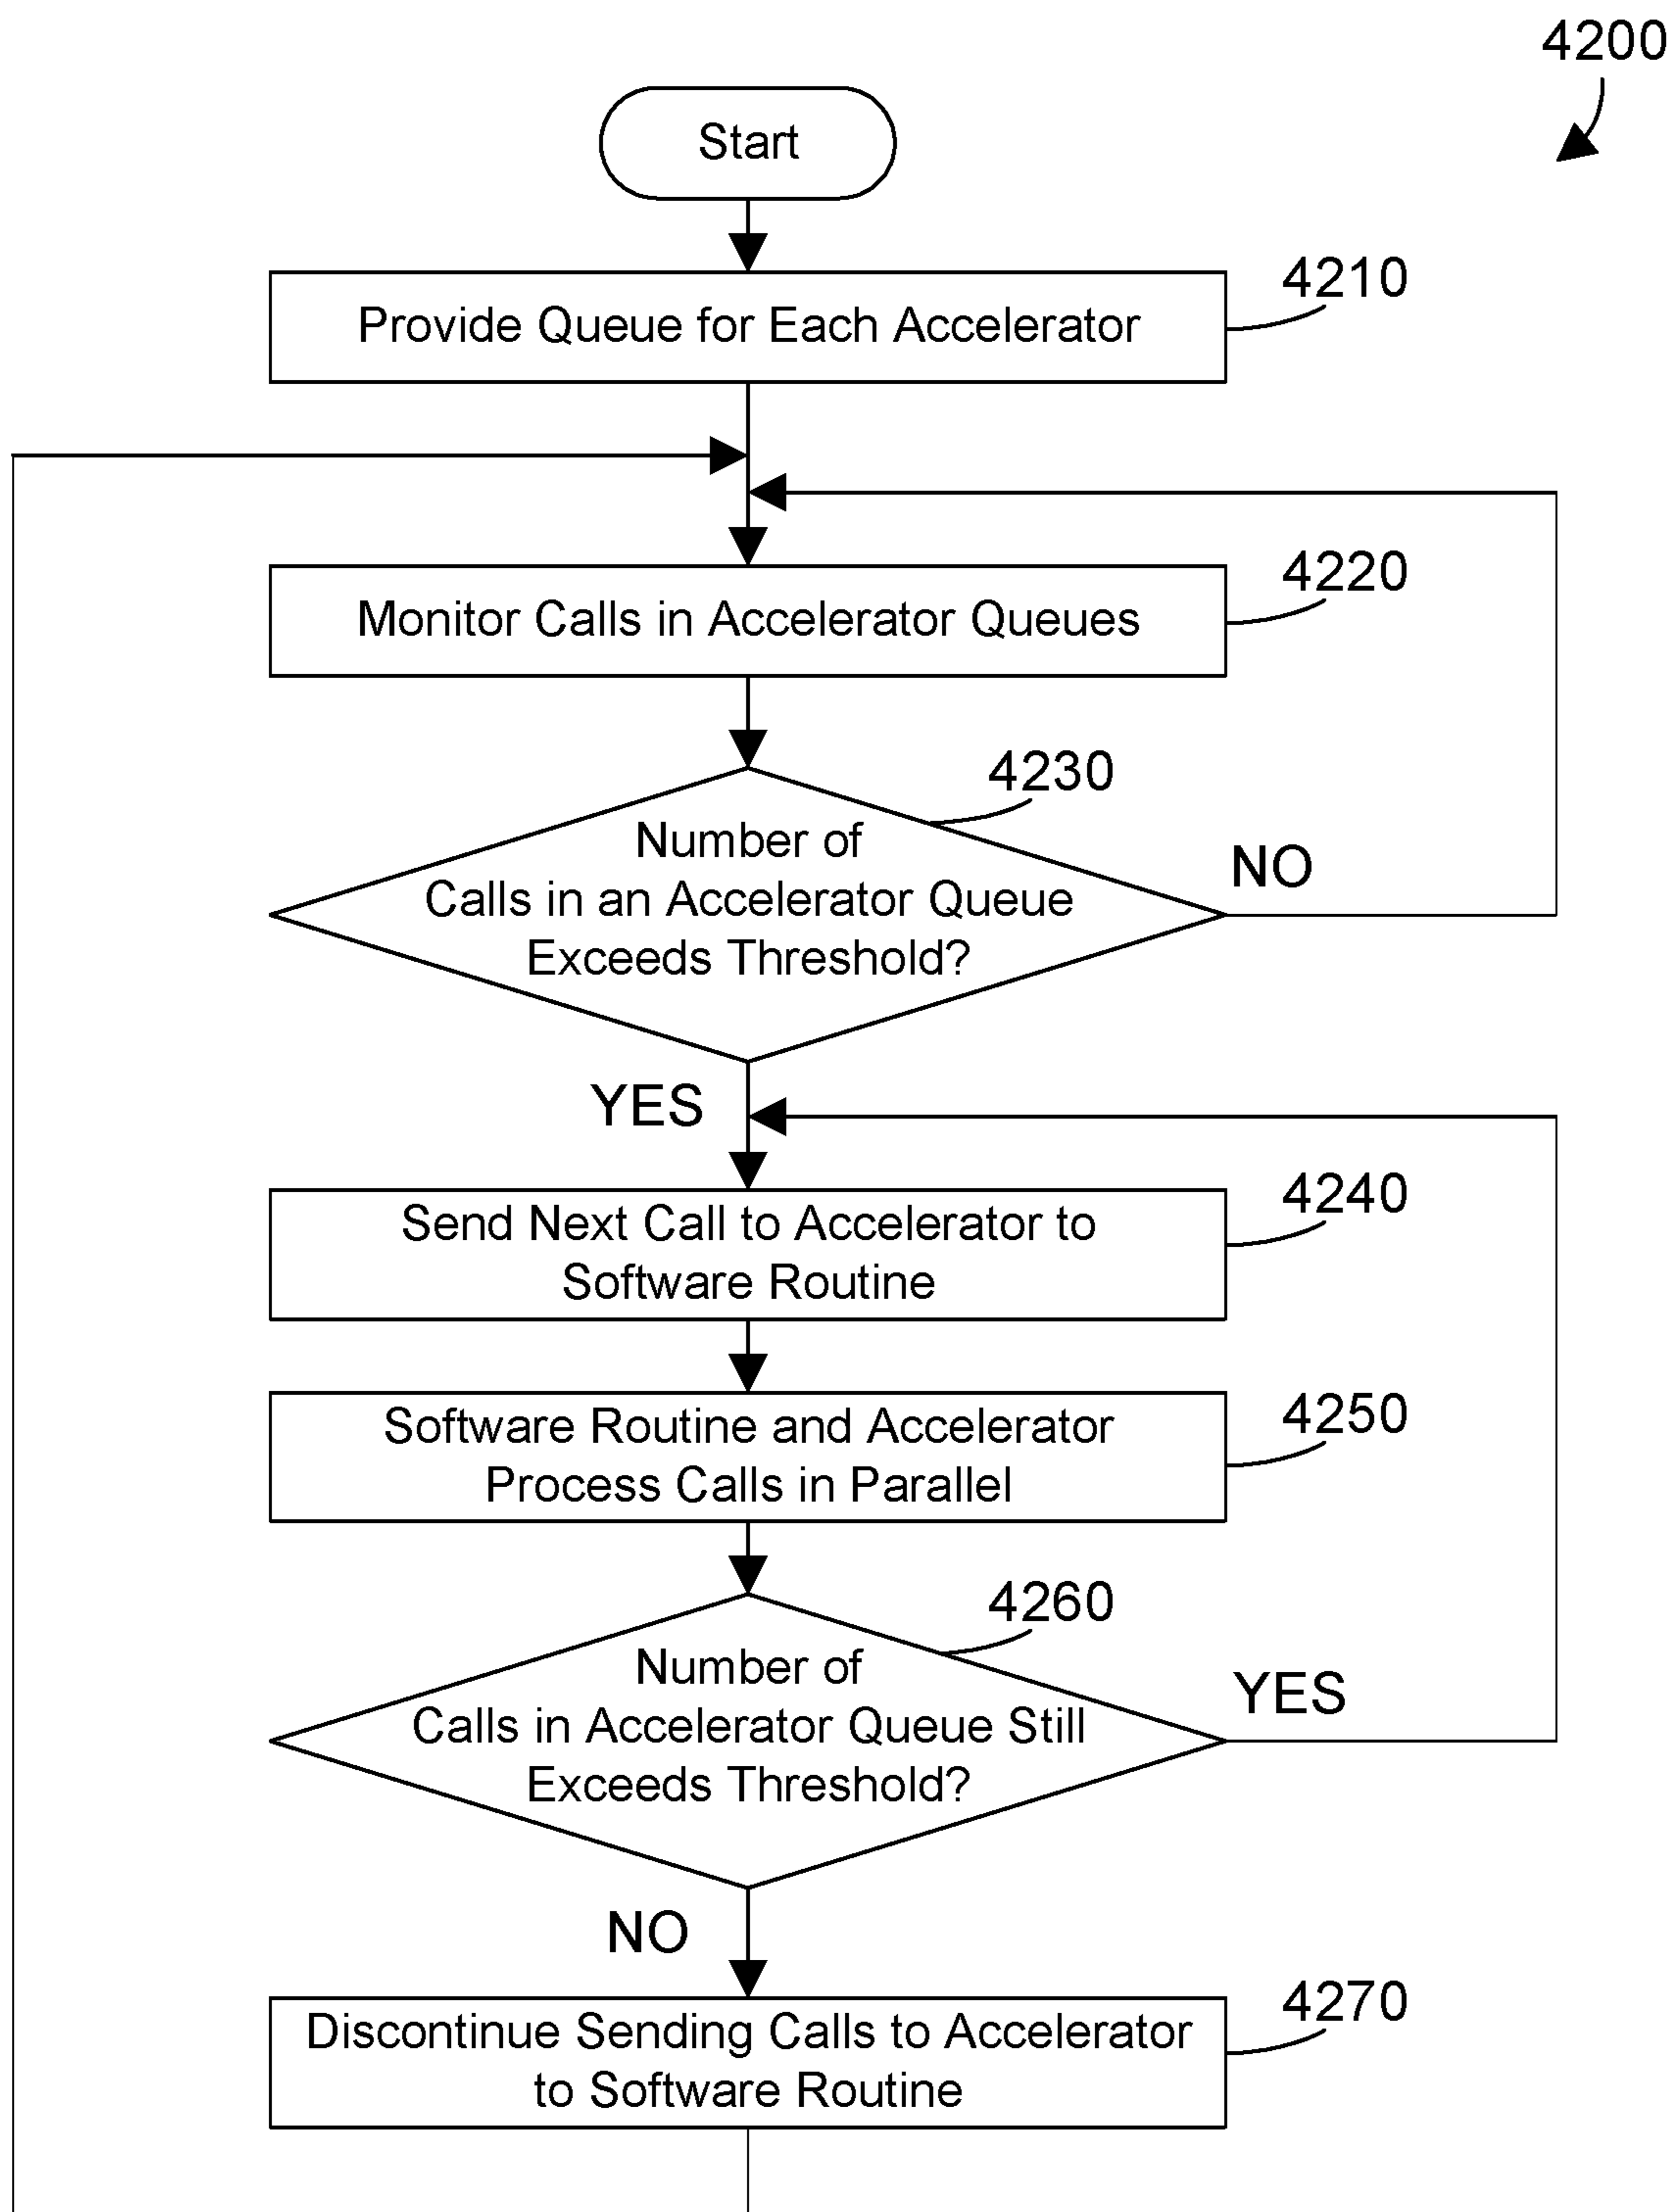 4200
Start
4210
Provide Queue for Each Accelerator
4220
Monitor Calls in Accelerator Queues
4230
Number of
Calls in an Accelerator Queue
Exceeds Threshold?
NO
YES
4240
Send Next Call to Accelerator to
Software Routine
4250
Software Routine and Accelerator
Process Calls in Parallel
4260
Number of
Calls in Accelerator Queue Still
Exceeds Threshold?
YES
NO
4270
Discontinue Sending Calls to Accelerator
to Software Routine